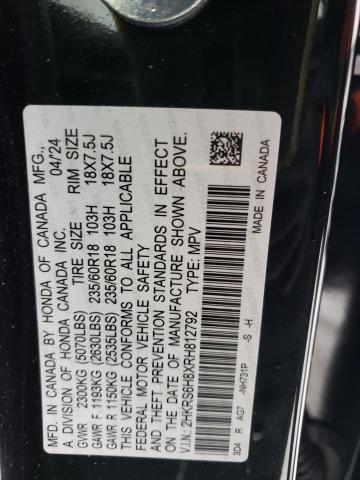 MFD. IN CANADA BY HONDA OF CANADA MFG.,
A DIVISION OF HONDA CANADA INC. 04/24
GVWR 2300KG (5070LBS) TIRE SIZE RIM SIZE
GAWR F 1193KG (2630LBS) 235/60R18 103H 18X7.5J
GAWR R 1150KG (2535LBS) 235/60R18 103H 18X7.5J
THIS VEHICLE CONFORMS TO ALL APPLICABLE
FEDERAL MOTOR VEHICLE SAFETY
AND THEFT PREVENTION STANDARDS IN EFFECT
ON THE DATE OF MANUFACTURE SHOWN ABOVE.
V.I.N.: 2HKRS6H8XRH812792 TYPE: MPV
3D4 R AG7 -NH731P -S -H
MADE IN CANADA